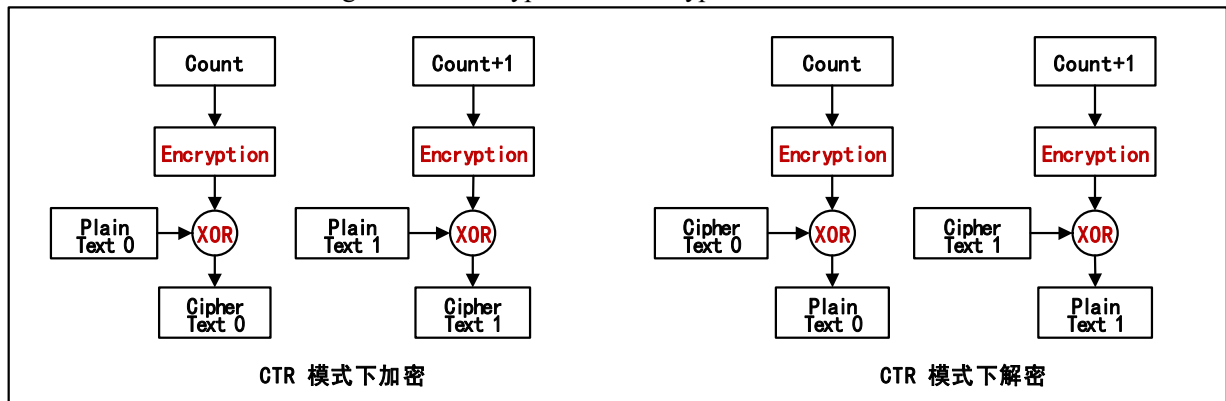 Count
Count+1
Count
Count+1
Encryption
Encryption
Encryption
Encryption
Plain
Text 0
XOR
Plain
Text 1
XOR
Cipher
Text 0
XOR
Cipher
Text 1
XOR
Cipher
Text 0
Cipher
Text 1
Plain
Text 0
Plain
Text 1
CTR 模式下加密
CTR 模式下解密